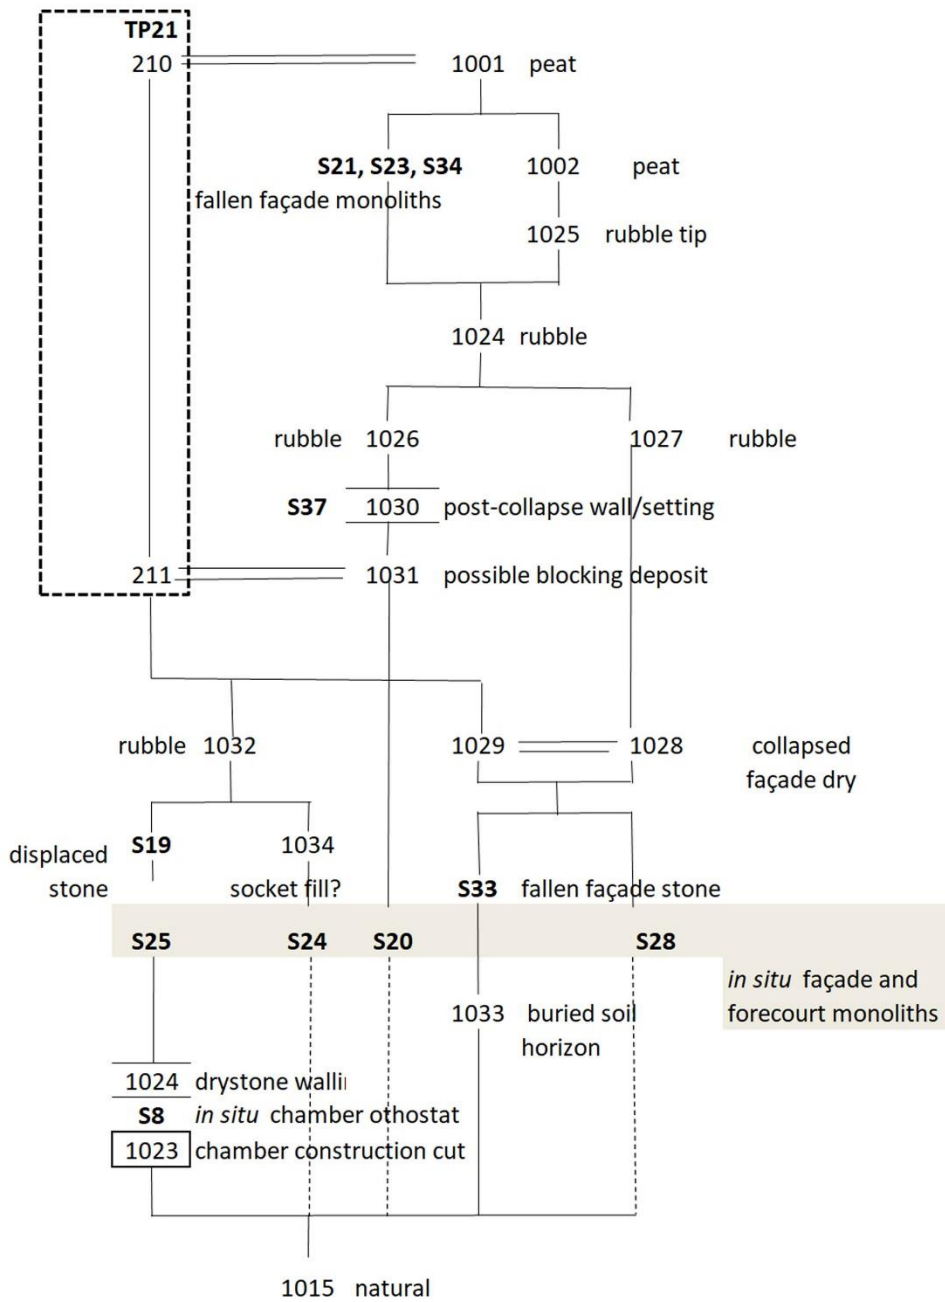 TP21
210 1001 peat
S21, S23, S34 1002 peat
fallen façade monoliths
1025 rubble tip
1024 rubble
rubble 1026 1027 rubble
S37 1030 post-collapse wall/setting
211 1031 possible blocking deposit
rubble 1032 1029 1028 collapsed
façade dry
S19 1034
displaced
stone socket fill? S33 fallen façade stone
S25 S24 S20 S28
in situ façade and
1033 buried soil forecourt monoliths
horizon
1024 drystone walli
S8 in situ chamber othostat
1023 chamber construction cut
1015 natural